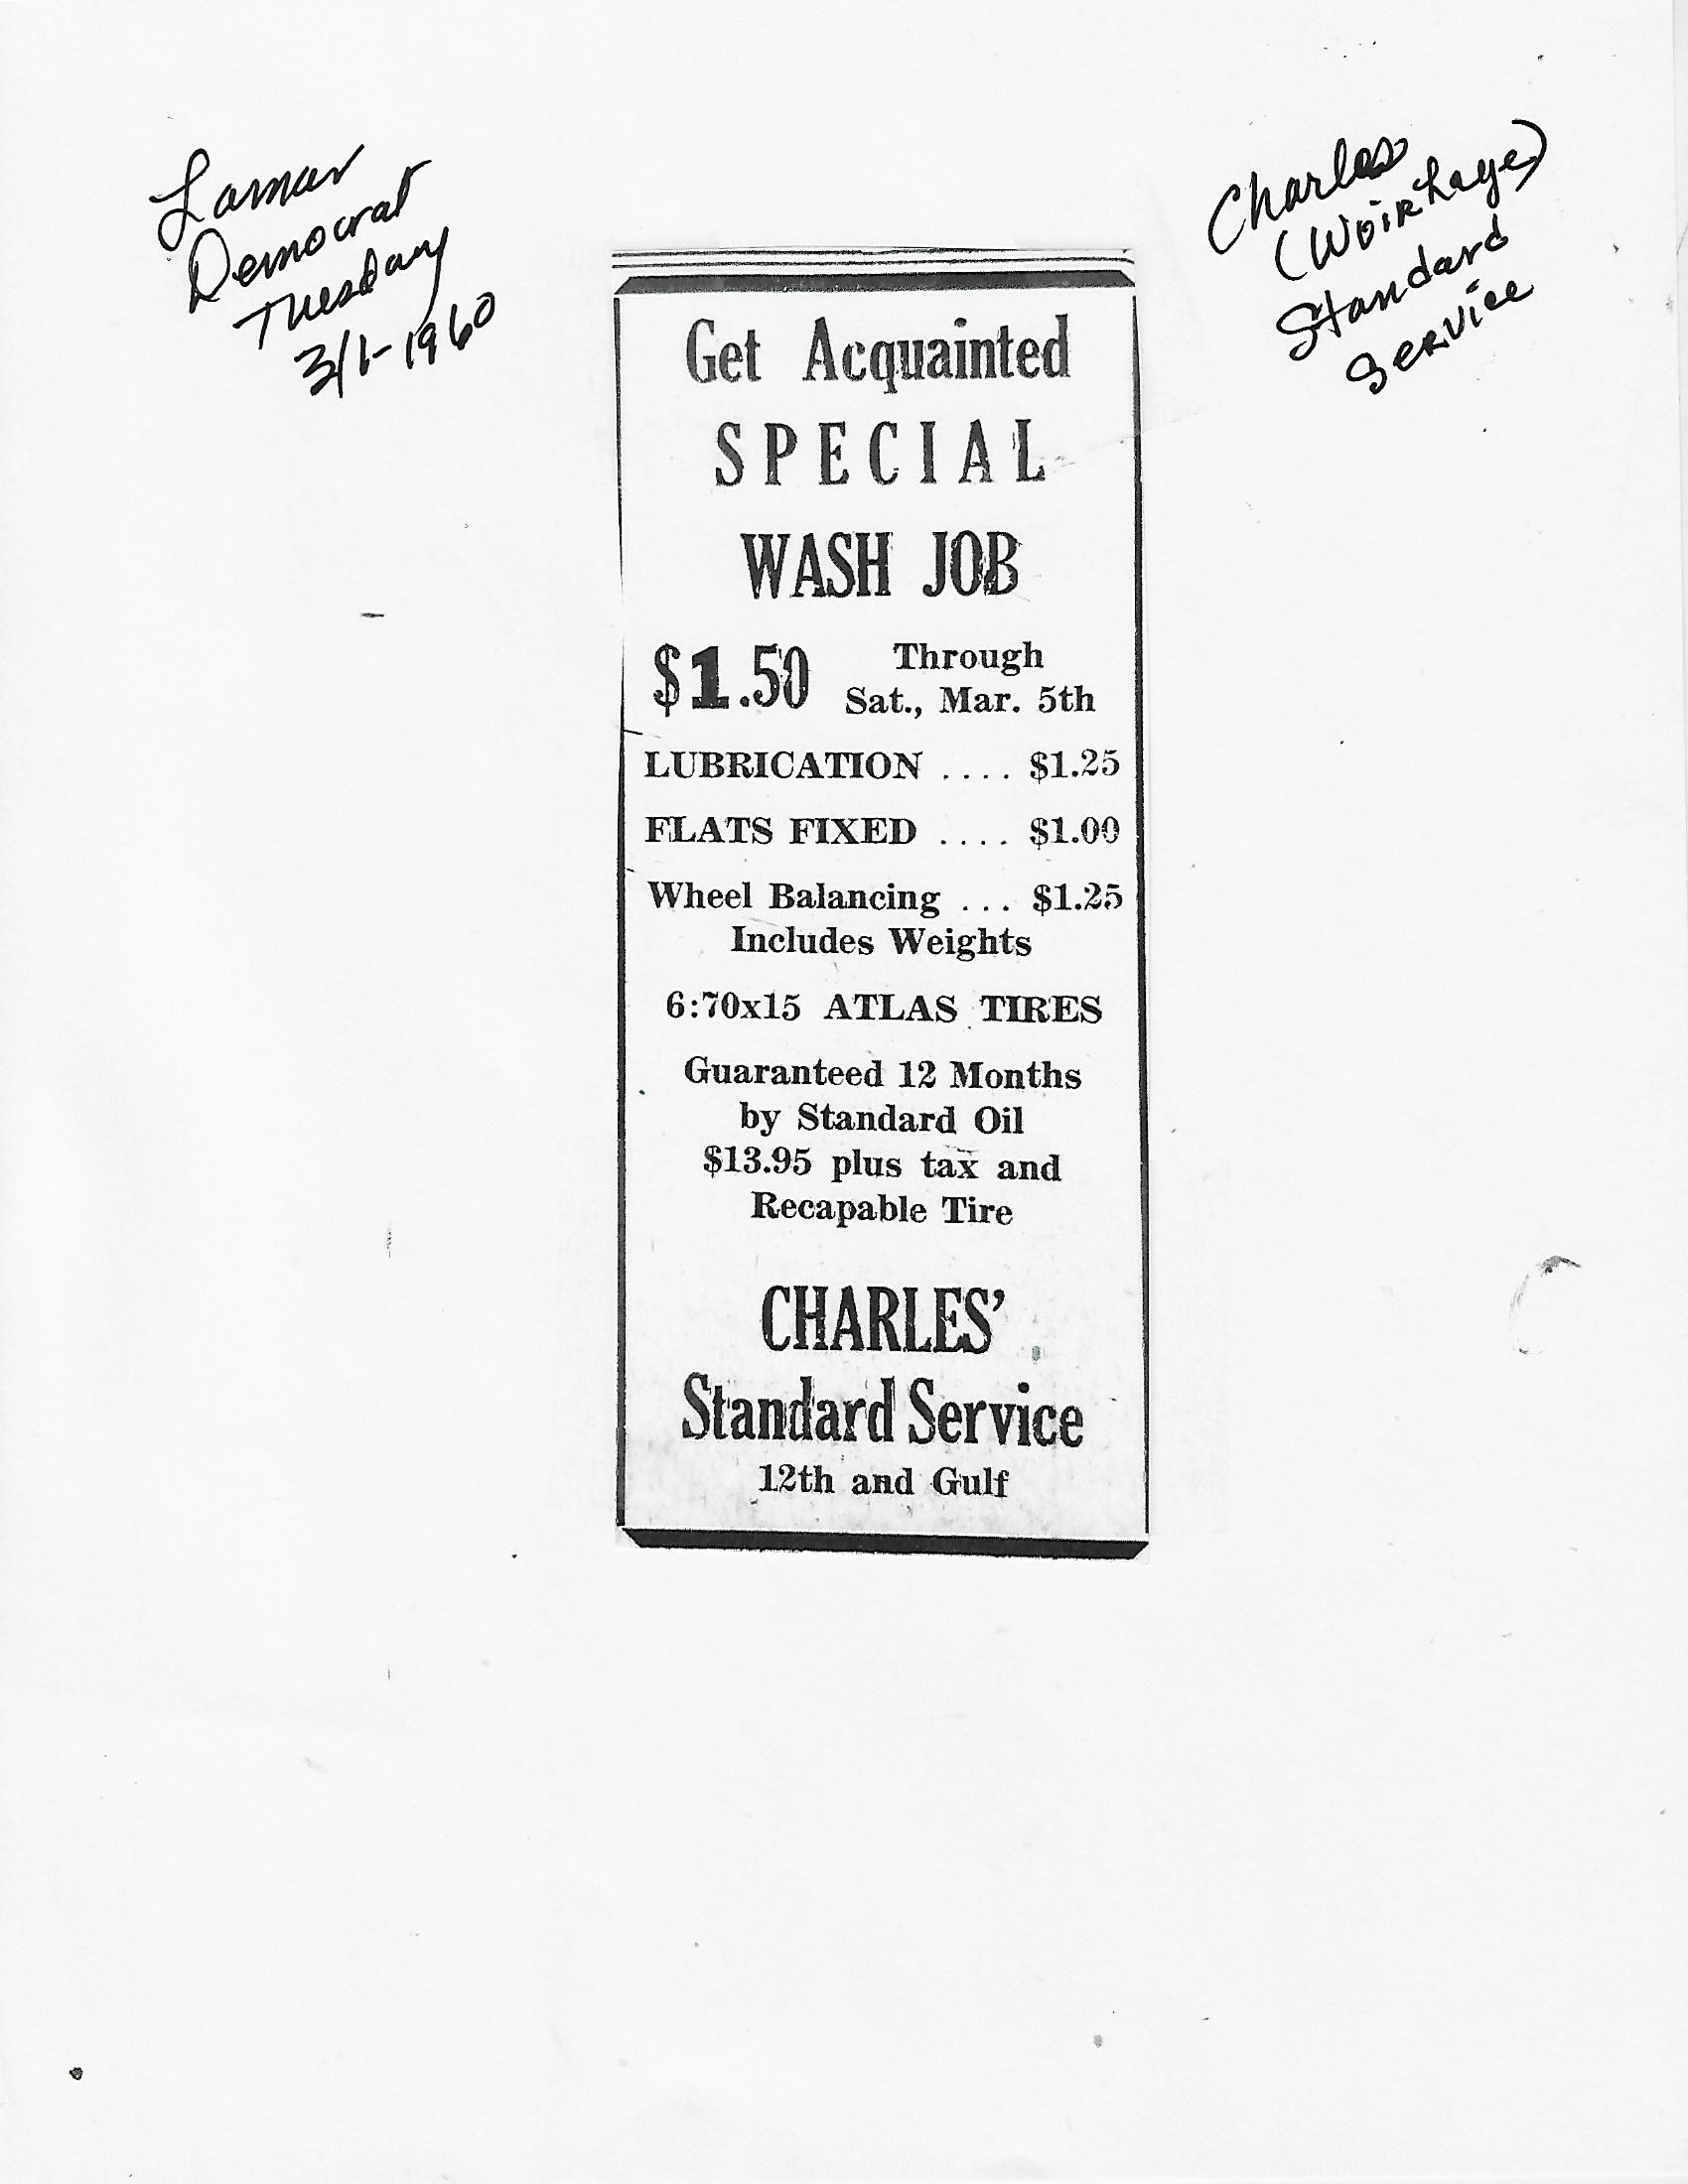 Lamar
Democrat
Tuesday
3/1-1960
Charles
(Woirhaye)
Standard
Service
Get Acquainted
SPECIAL
WASH JOB
$1.50 Through
Sat., Mar. 5th
LUBRICATION .... $1.25
FLATS FIXED .... $1.00
Wheel Balancing ... $1.25
Includes Weights
6:70x15 ATLAS TIRES
Guaranteed 12 Months
by Standard Oil
$13.95 plus tax and
Recapable Tire
CHARLES'
Standard Service
12th and Gulf